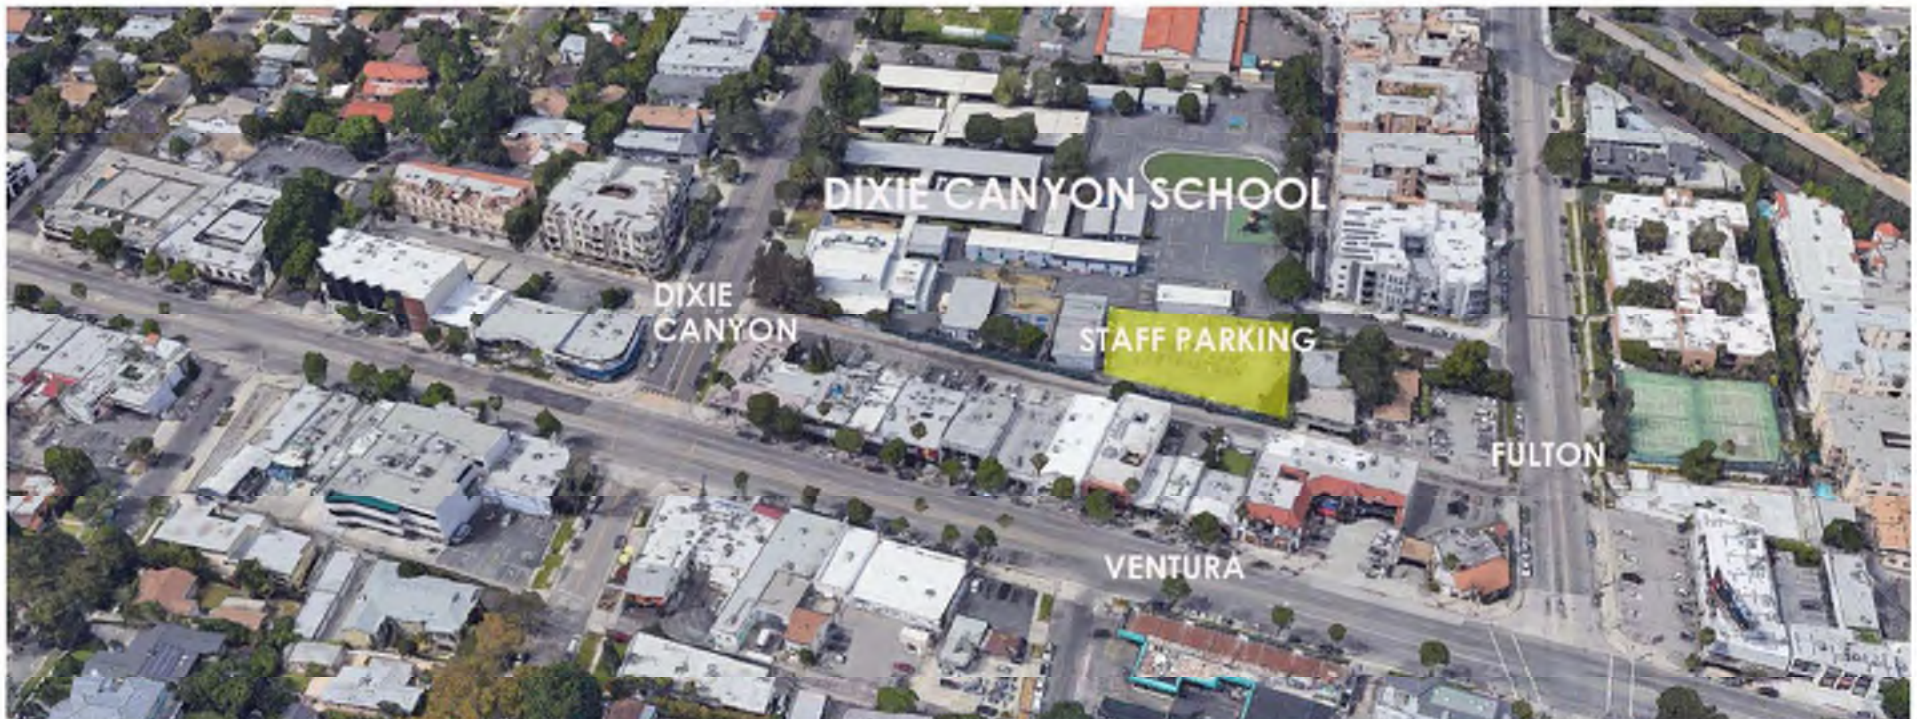 DIXIE CANYON SCHOOL
DIXIE
CANYON
STAFF PARKING
FULTON
VENTURA